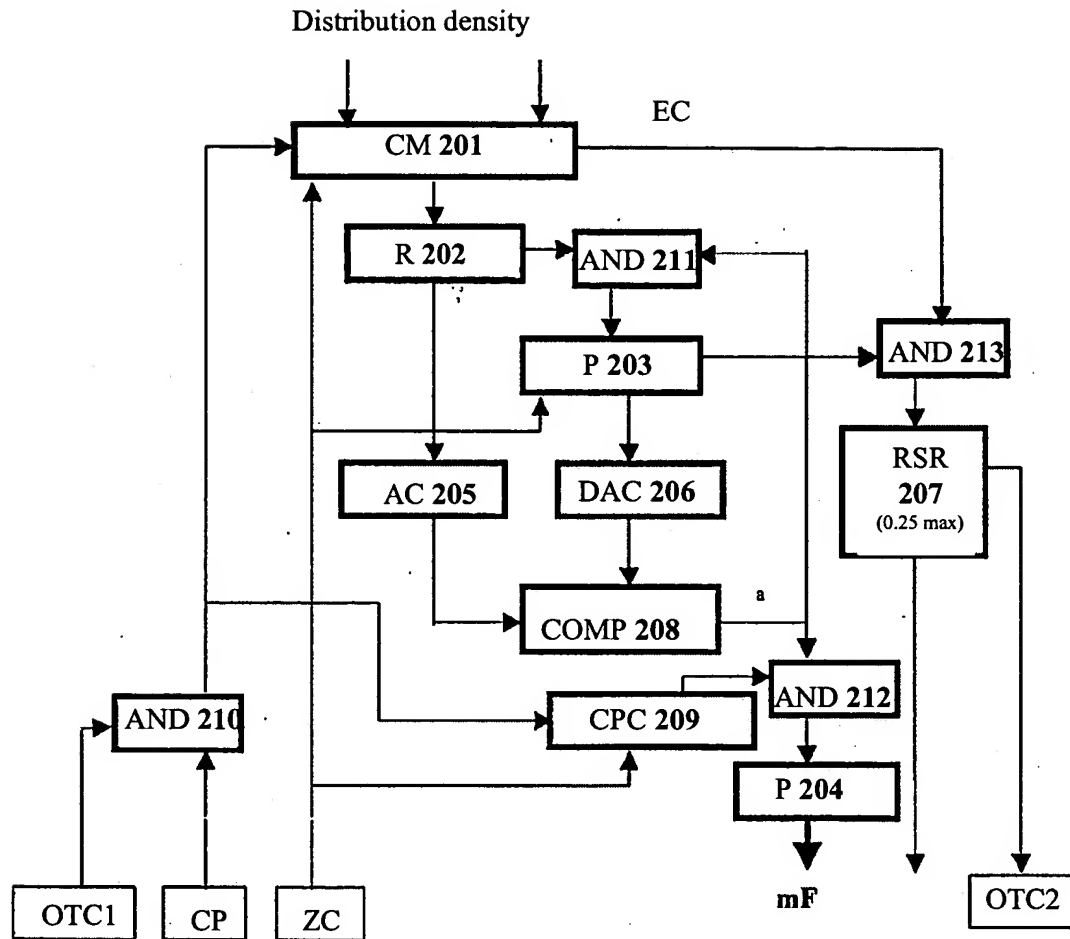 Distribution density
EC
CM 201
R 202
AND 211
P 203
AND 213
AC 205
DAC 206
RSR
207
(0.25 max)
a
COMP 208
AND 210
CPC 209
AND 212
P 204
OTC1
CP
ZC
mF
OTC2